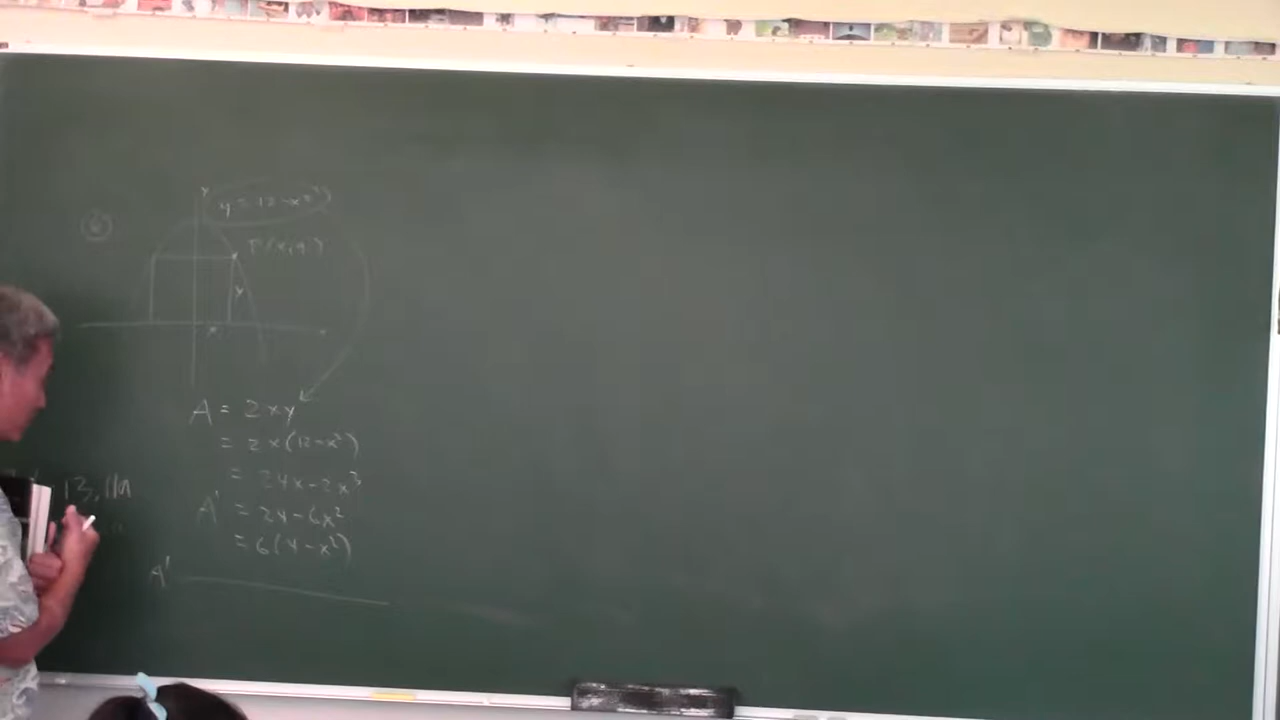 y
y = 12 - x²
P(x, y)
y
x
A = 2xy
= 2x(12 - x²)
= 24x - 2x³
13, 11a
A' = 24 - 6x²
= 6(4 - x²)
A'